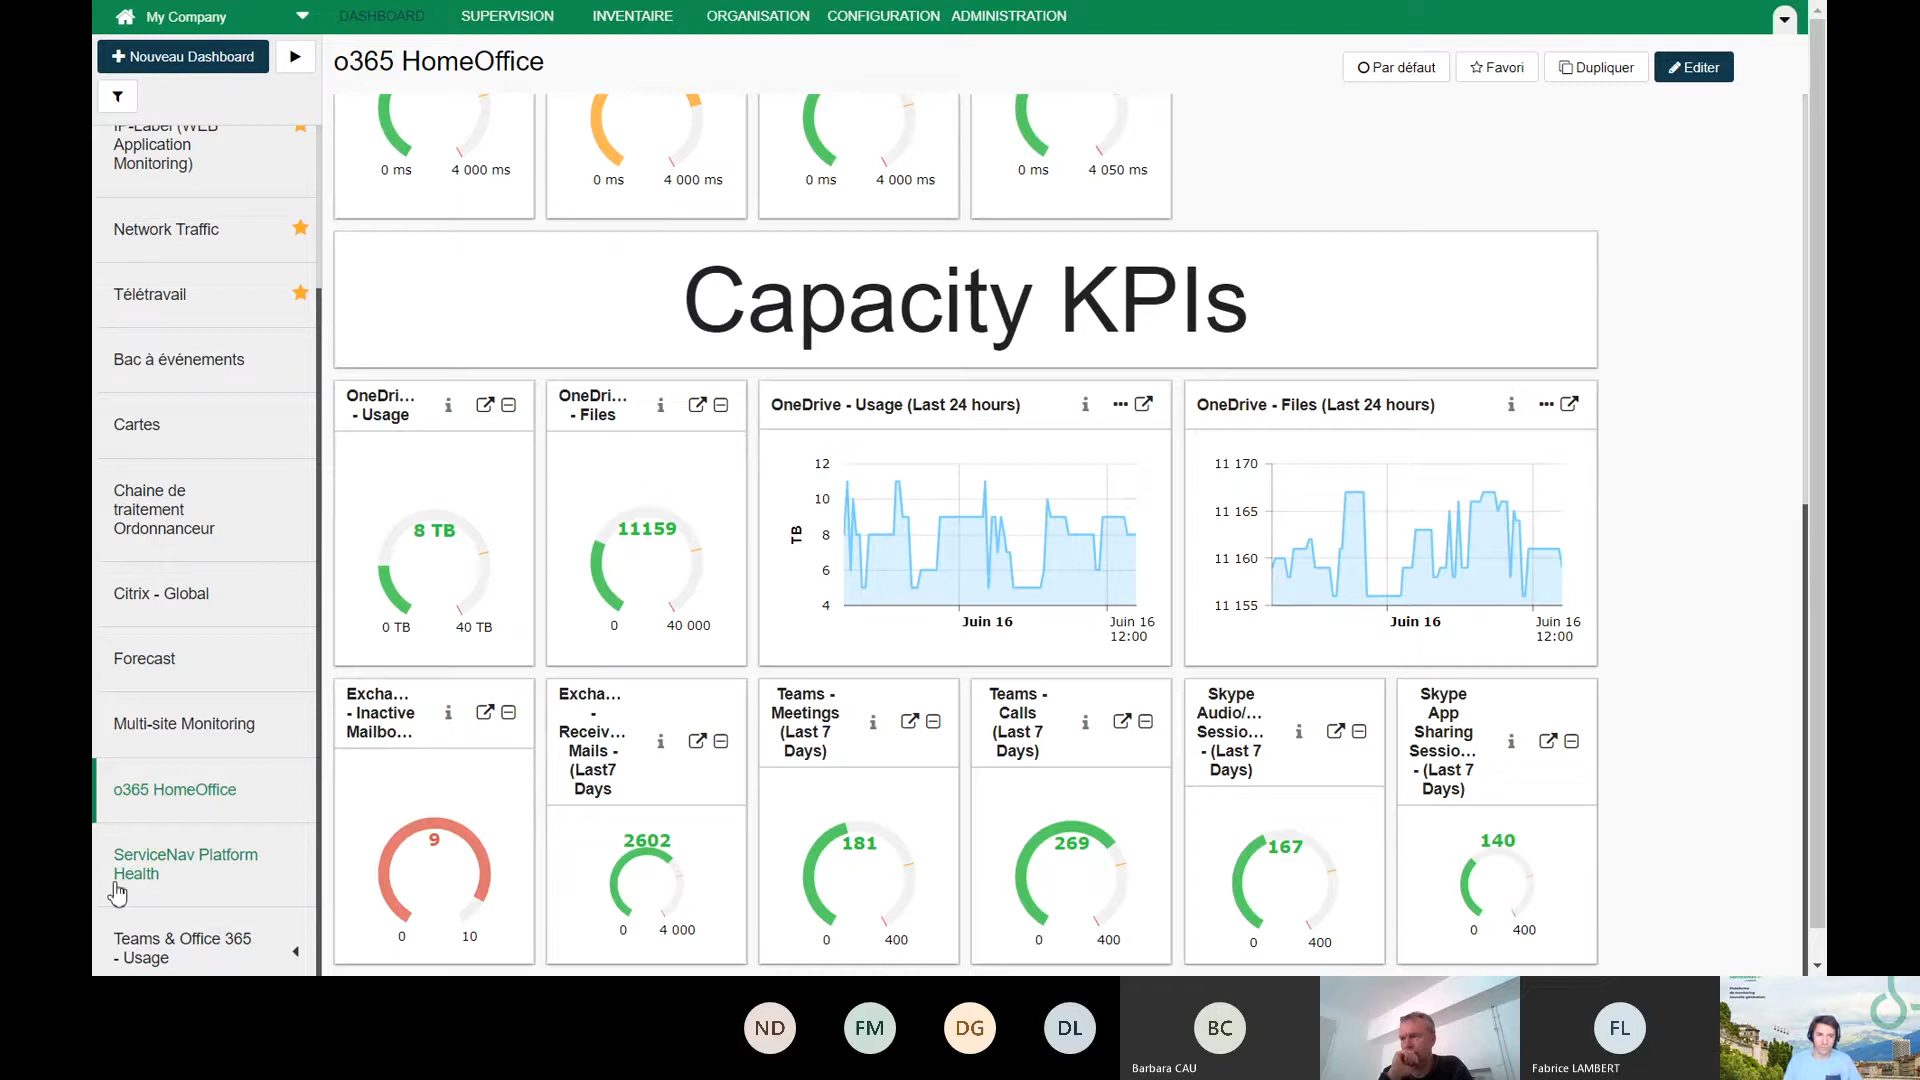 My Company
DASHBOARD
SUPERVISION
INVENTAIRE
ORGANISATION
CONFIGURATION
ADMINISTRATION
Nouveau Dashboard
o365 HomeOffice
Par défaut
Favori
Dupliquer
Editer
IP-Label (WEB
Application
Monitoring)
Network Traffic
Télétravail
Bac à événements
Cartes
Chaine de
traitement
Ordonnanceur
Citrix - Global
Forecast
Multi-site Monitoring
o365 HomeOffice
ServiceNav Platform
Health
Teams & Office 365
- Usage
0 ms
4 000 ms
0 ms
4 000 ms
0 ms
4 000 ms
0 ms
4 050 ms
Capacity KPIs
OneDri...
- Usage
8 TB
0 TB
40 TB
OneDri...
- Files
11159
0
40 000
OneDrive - Usage (Last 24 hours)
TB
12
10
8
6
4
Juin 16
Juin 16
12:00
OneDrive - Files (Last 24 hours)
11 170
11 165
11 160
11 155
Juin 16
Juin 16
12:00
Excha...
- Inactive
Mailbo...
9
0
10
Excha...
-
Receiv...
Mails -
(Last7
Days
2602
0
4 000
Teams -
Meetings
(Last 7
Days)
181
0
400
Teams -
Calls
(Last 7
Days)
269
0
400
Skype
Audio/...
Sessio...
- (Last 7
Days)
167
0
400
Skype
App
Sharing
Sessio...
- (Last 7
Days)
140
0
400
ND
FM
DG
DL
BC
Barbara CAU
FL
Fabrice LAMBERT